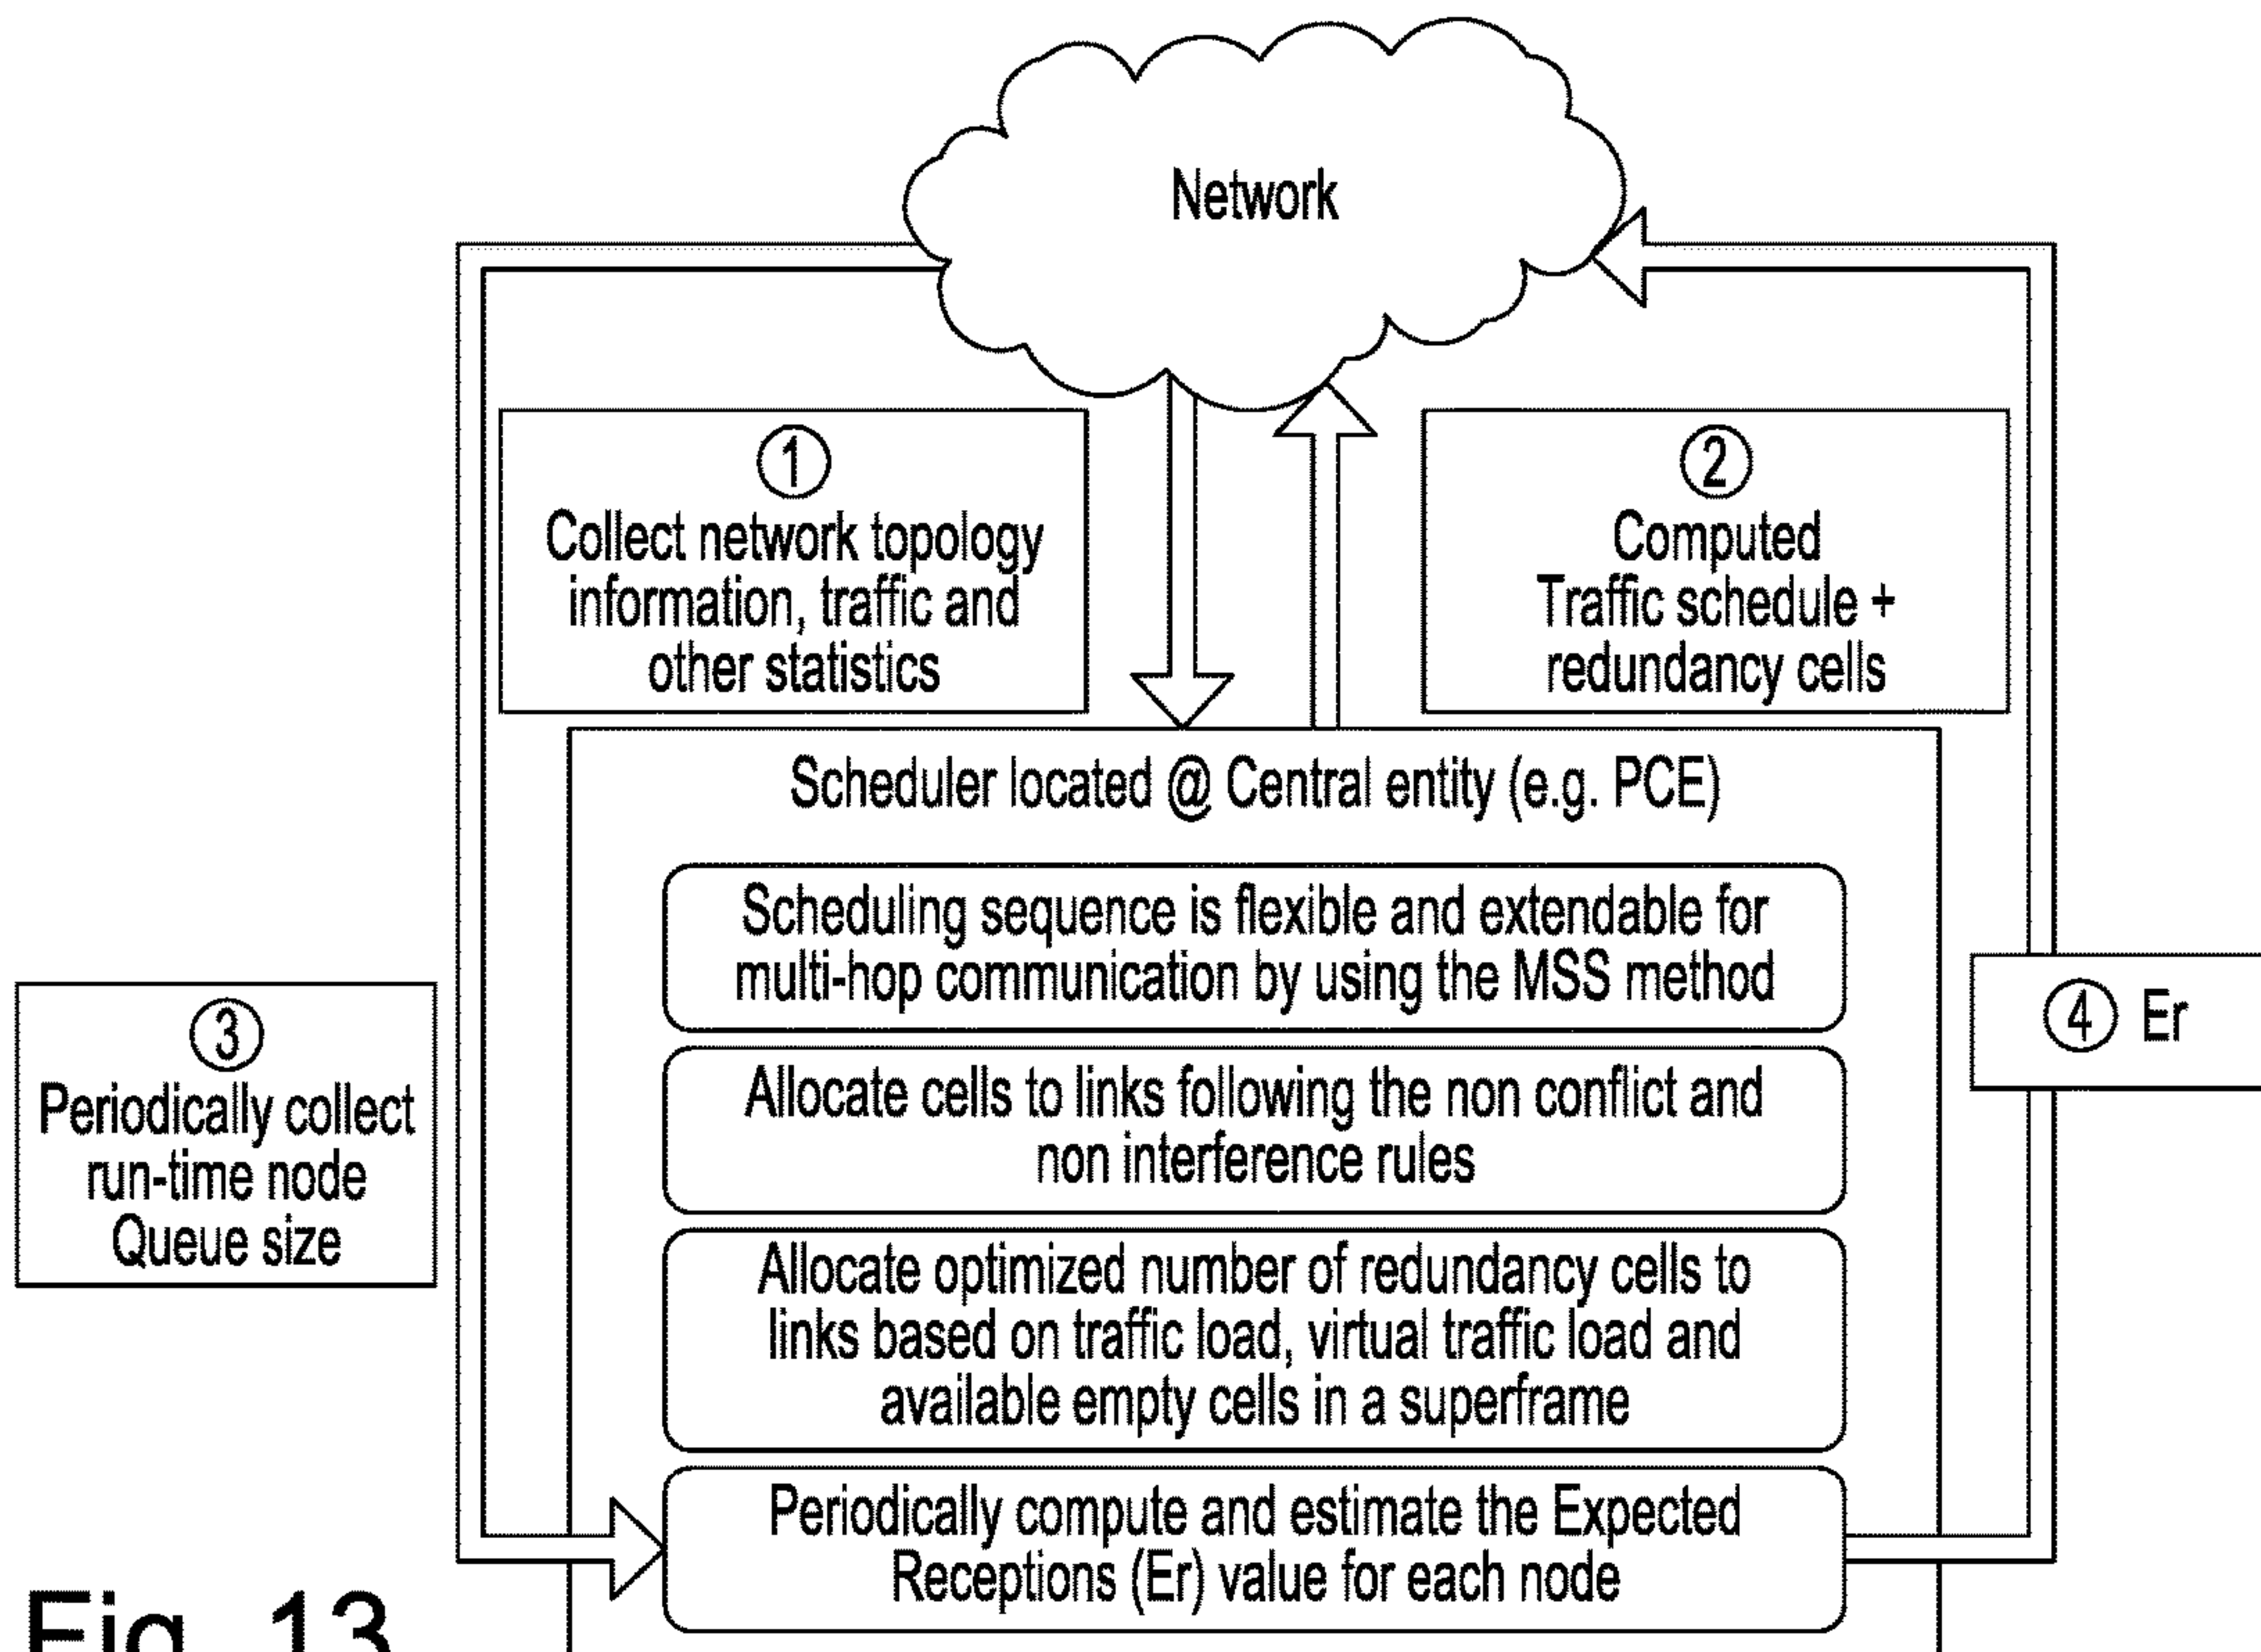 Network
①
Collect network topology
information, traffic and
other statistics
②
Computed
Traffic schedule +
redundancy cells
Scheduler located @ Central entity (e.g. PCE)
Scheduling sequence is flexible and extendable for
multi-hop communication by using the MSS method
Allocate cells to links following the non conflict and
non interference rules
Allocate optimized number of redundancy cells to
links based on traffic load, virtual traffic load and
available empty cells in a superframe
Periodically compute and estimate the Expected
Receptions (Er) value for each node
③
Periodically collect
run-time node
Queue size
④ Er
Fig. 13